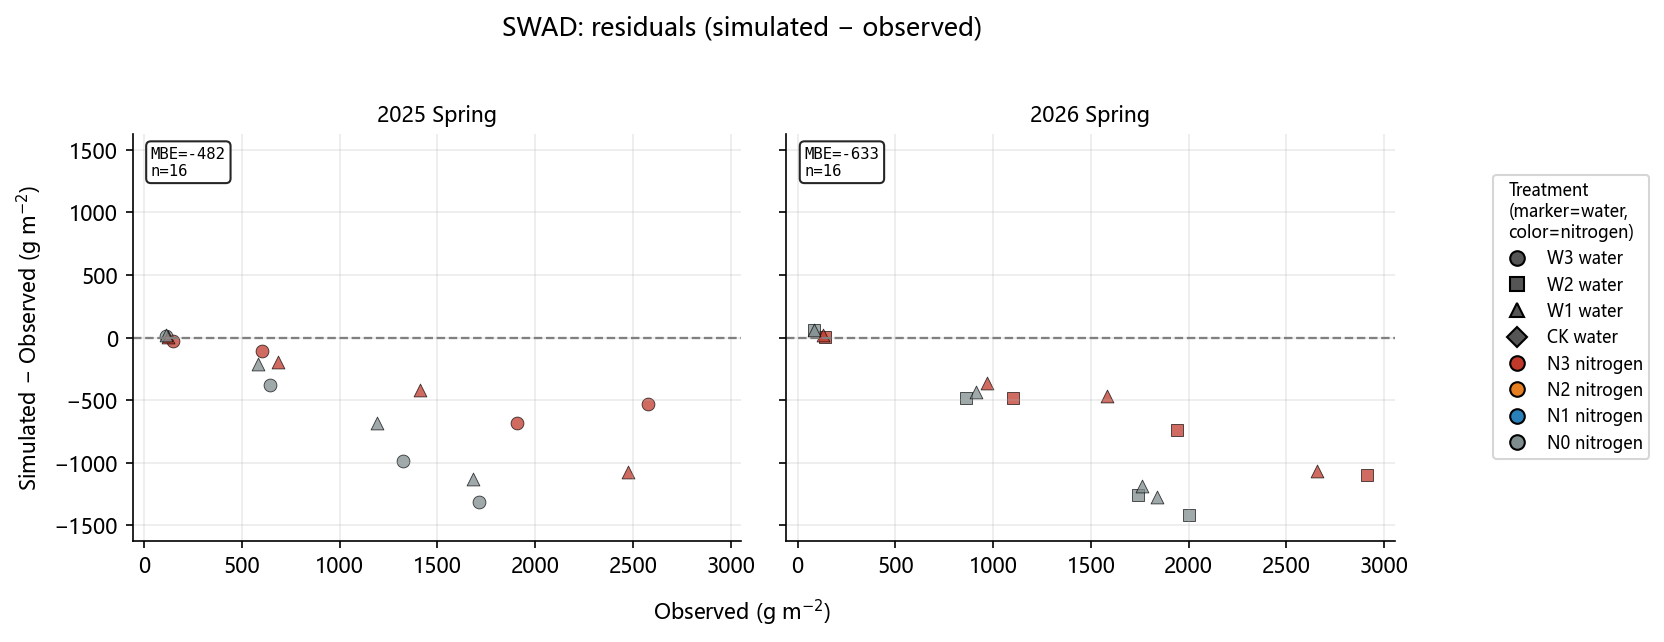 SWAD: residuals (simulated − observed)
2025 Spring
2026 Spring
MBE=-482
n=16
MBE=-633
n=16
Simulated − Observed (g m⁻²)
1500
1000
500
0
−500
−1000
−1500
0 500 1000 1500 2000 2500 3000
0 500 1000 1500 2000 2500 3000
Observed (g m⁻²)
Treatment
(marker=water,
color=nitrogen)
W3 water
W2 water
W1 water
CK water
N3 nitrogen
N2 nitrogen
N1 nitrogen
N0 nitrogen